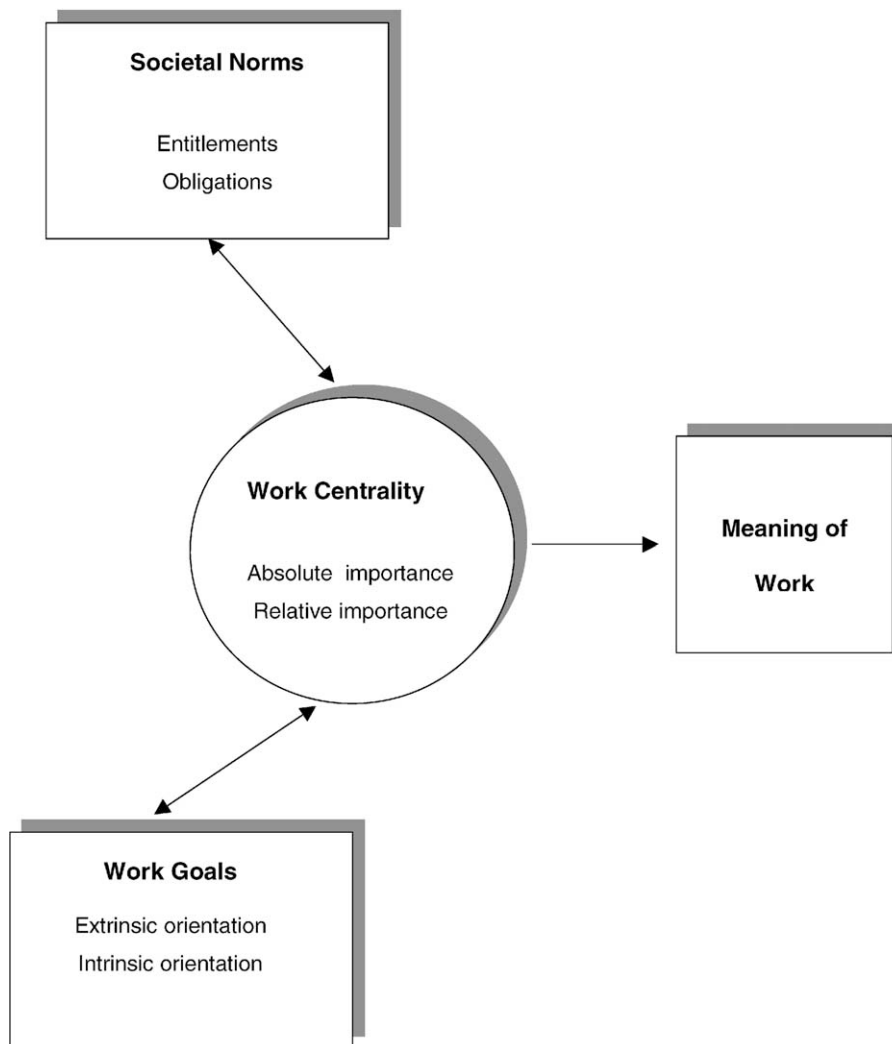 Societal Norms
Entitlements
Obligations
Work Centrality
Absolute importance
Relative importance
Meaning of
Work
Work Goals
Extrinsic orientation
Intrinsic orientation